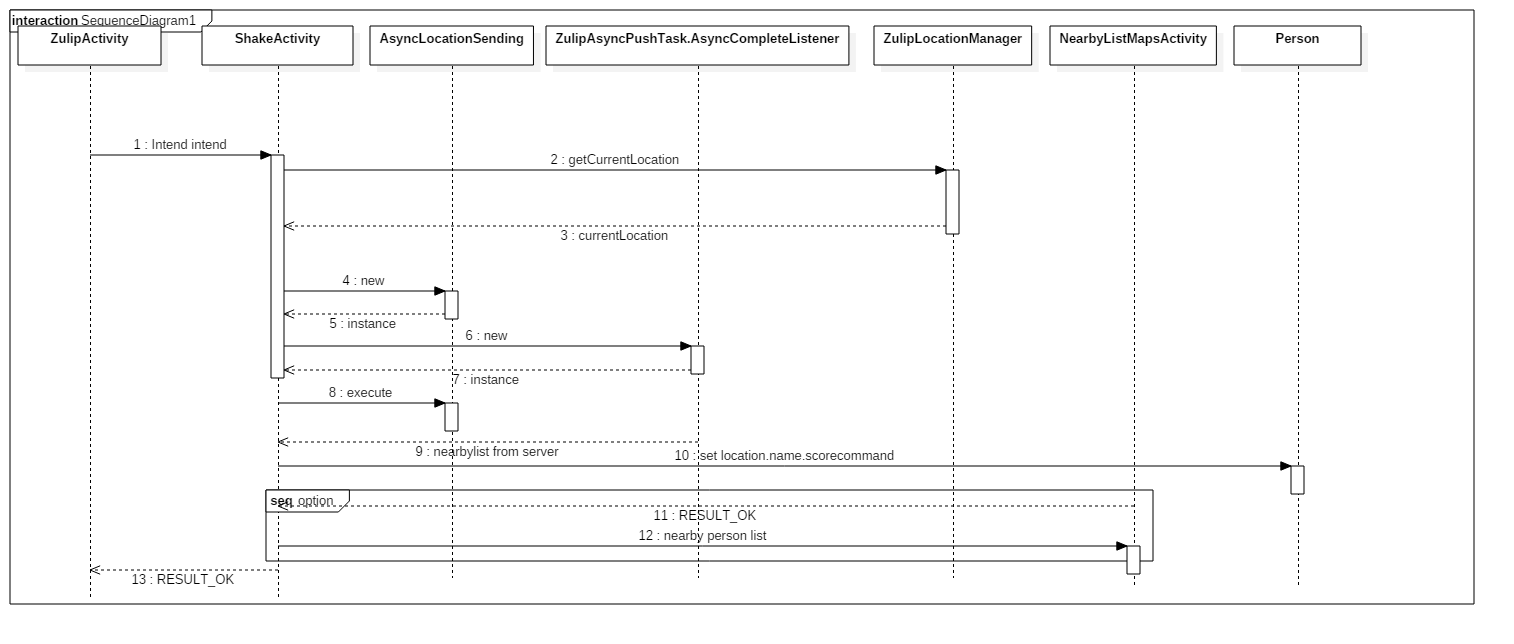 interaction SequenceDiagram1
ZulipActivity
ShakeActivity
AsyncLocationSending
ZulipAsyncPushTask.AsyncCompleteListener
ZulipLocationManager
NearbyListMapsActivity
Person
1 : Intend intend
2 : getCurrentLocation
3 : currentLocation
4 : new
5 : instance
6 : new
7 : instance
8 : execute
9 : nearbylist from server
10 : set location.name.scorecommand
seq option
11 : RESULT_OK
12 : nearby person list
13 : RESULT_OK